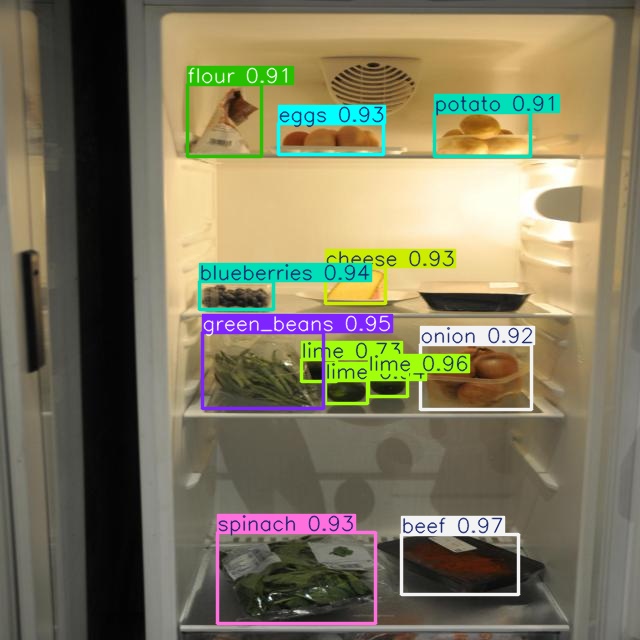 flour 0.91
eggs 0.93
potato 0.91
cheese 0.93
blueberries 0.94
green_beans 0.95
lime 0.73
onion 0.92
lime 0.96
lime
spinach 0.93
beef 0.97